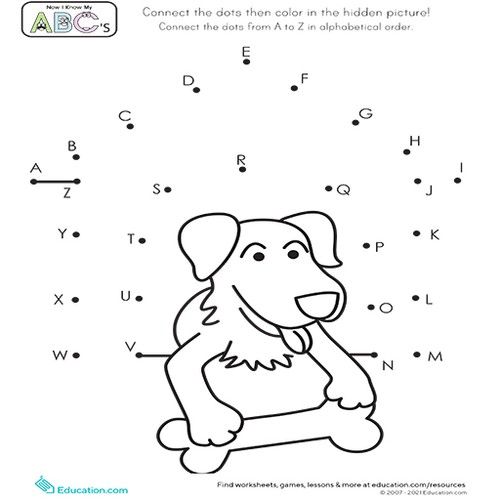 Now I Know My
ABC's
Connect the dots then color in the hidden picture!
Connect the dots from A to Z in alphabetical order.
E
D
F
C
G
B
H
A
R
I
Z
S
Q
J
Y
T
P
K
X
U
O
L
W
V
N
M
Education.com
Find worksheets, games, lessons & more at education.com/resources
© 2007 - 2021 Education.com